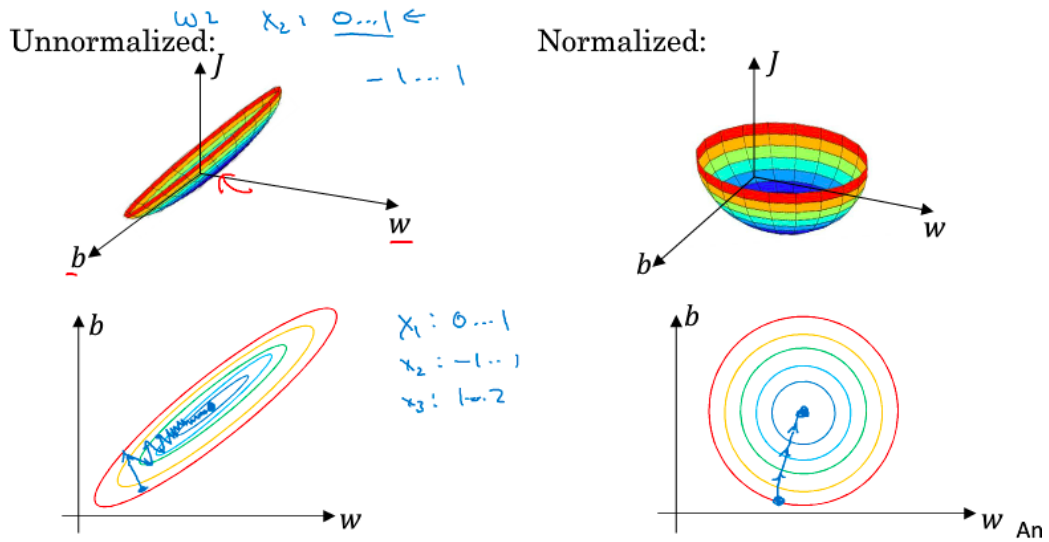 w2 x₂: 0...1 ←
Unnormalized:
-1...1
J
w
b
Normalized:
J
w
b
b
w
x₁: 0...1
x₂: -1...1
x₃: 1...2
b
w
An